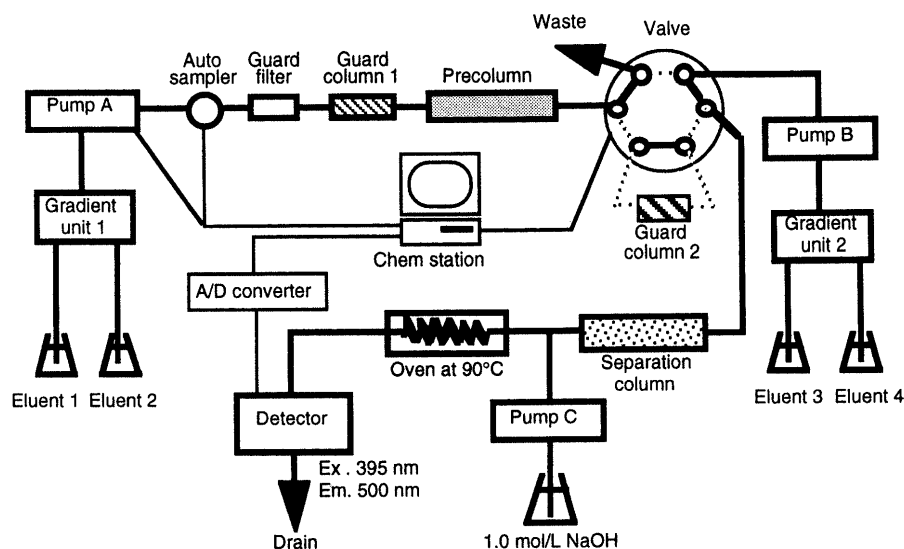 Waste
Valve
Auto
sampler
Guard
filter
Guard
column 1
Precolumn
Pump A
Pump B
Gradient
unit 1
Guard
column 2
Gradient
unit 2
Chem station
A/D converter
Oven at 90°C
Separation
column
Eluent 1
Eluent 2
Eluent 3
Eluent 4
Detector
Pump C
Ex . 395 nm
Em. 500 nm
Drain
1.0 mol/L NaOH